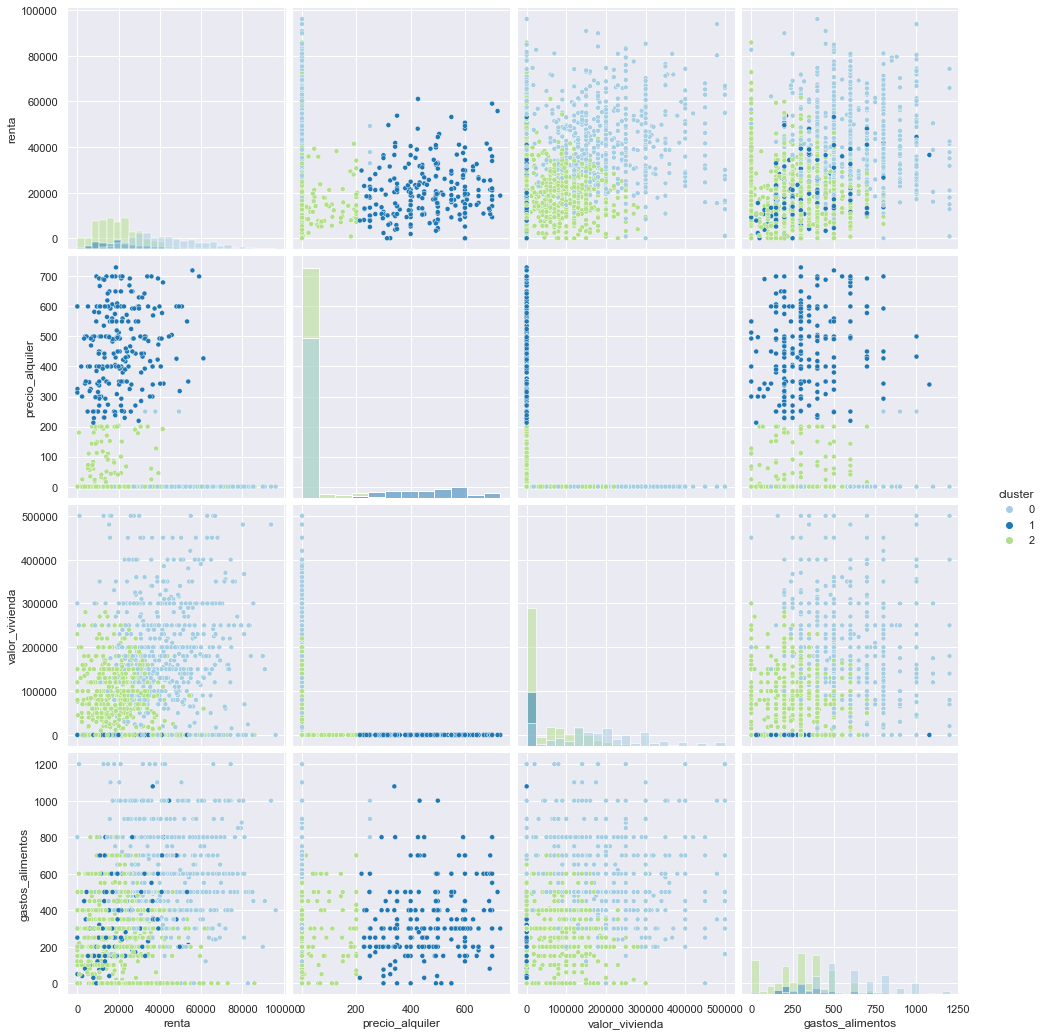 100000
80000
60000
40000
20000
0
renta
700
600
500
400
300
200
100
0
precio_alquiler
500000
400000
300000
200000
100000
0
valor_vivienda
1200
1000
800
600
400
200
0
gastos_alimentos
0 20000 40000 60000 80000 100000
renta
0 200 400 600
precio_alquiler
0 100000 200000 300000 400000 500000
valor_vivienda
0 250 500 750 1000 1250
gastos_alimentos
cluster
0
1
2